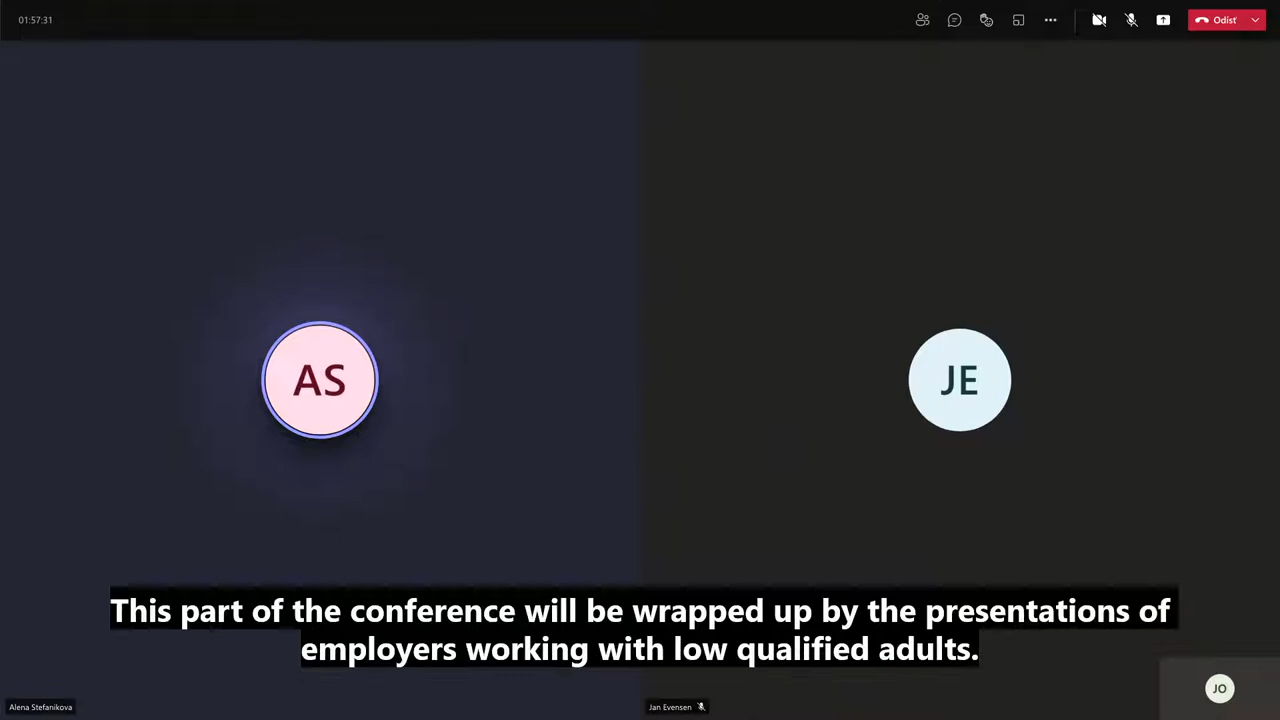 01:57:31
Odísť
AS
JE
This part of the conference will be wrapped up by the presentations of
employers working with low qualified adults.
Alena Stefanikova
Jan Evensen
JO